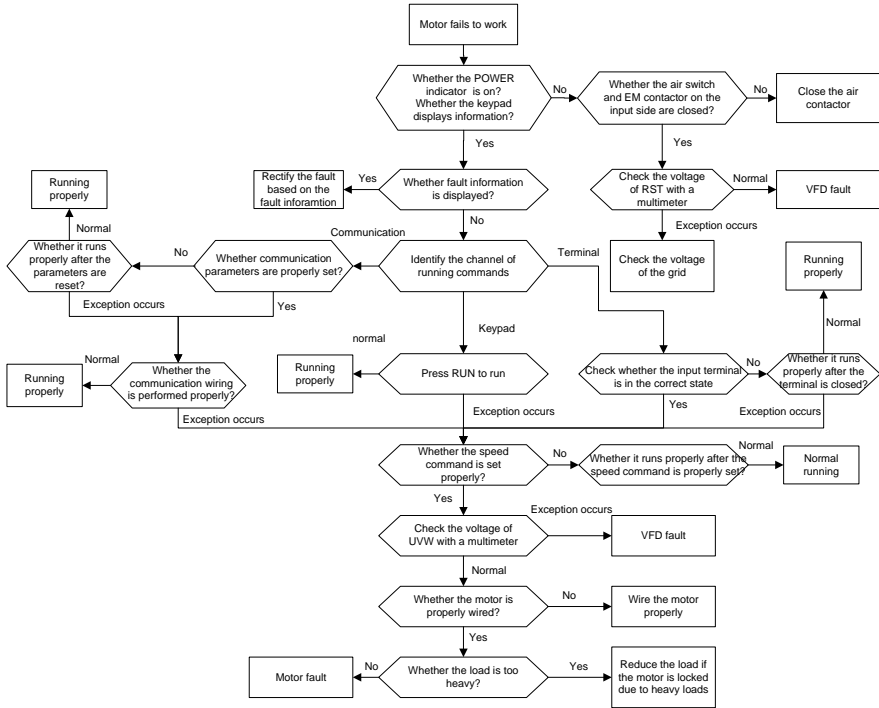 Motor fails to work
Whether the POWER
indicator is on?
Whether the keypad
displays information?
No
Whether the air switch
and EM contactor on the
input side are closed?
No
Close the air
contactor
Yes
Yes
Rectify the fault
based on the
fault inforamtion
Yes
Whether fault information
is displayed?
Check the voltage
of RST with a
multimeter
Normal
VFD fault
Running
properly
Normal
No
Exception occurs
Communication
Whether it runs
properly after the
parameters are
reset?
No
Whether communication
parameters are properly set?
Identify the channel of
running commands
Terminal
Check the voltage
of the grid
Running
properly
Exception occurs
Yes
Keypad
Normal
normal
Running
properly
Normal
Whether the
communication wiring
is performed properly?
Running
properly
Press RUN to run
Check whether the input terminal
is in the correct state
No
Whether it runs
properly after the
terminal is closed?
Exception occurs
Exception occurs
Yes
Exception occurs
Whether the speed
command is set
properly?
No
Whether it runs properly after the
speed command is properly set?
Normal
Normal
running
Yes
Check the voltage of
UVW with a multimeter
Exception occurs
VFD fault
Normal
Whether the motor is
properly wired?
No
Wire the motor
properly
Yes
Motor fault
No
Whether the load is too
heavy?
Yes
Reduce the load if
the motor is locked
due to heavy loads